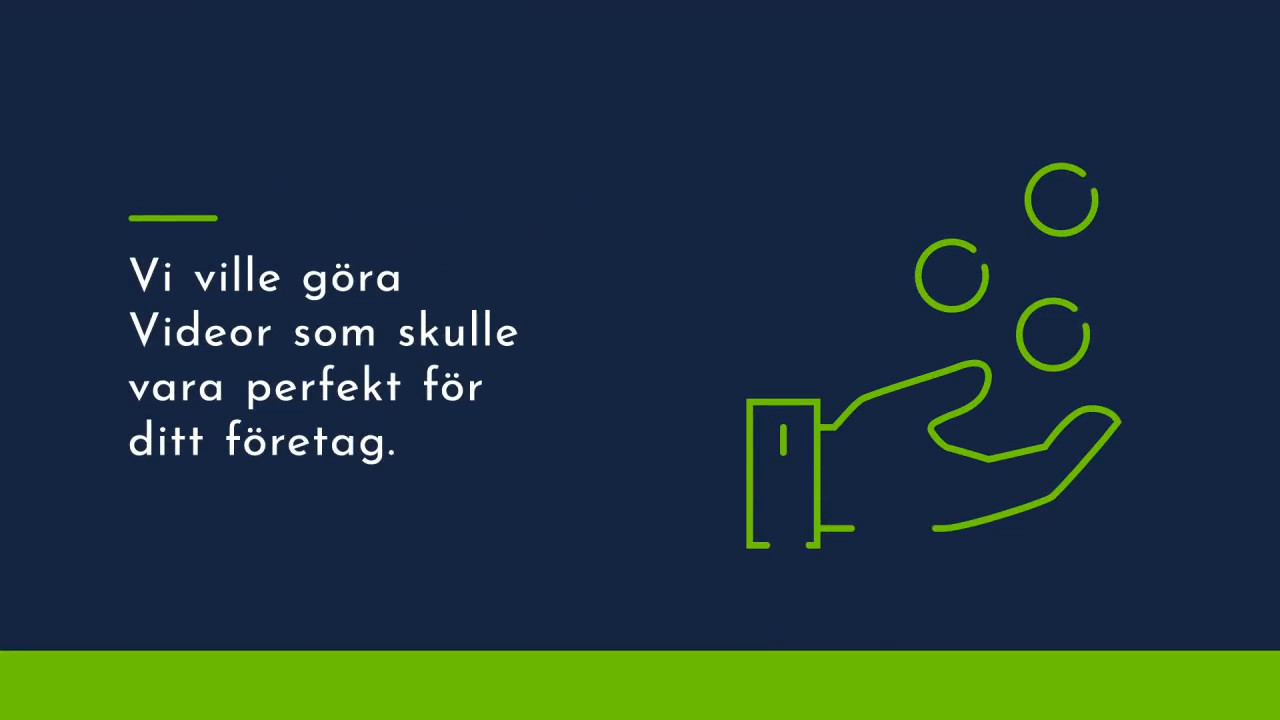 Vi ville göra
Videor som skulle
vara perfekt för
ditt företag.